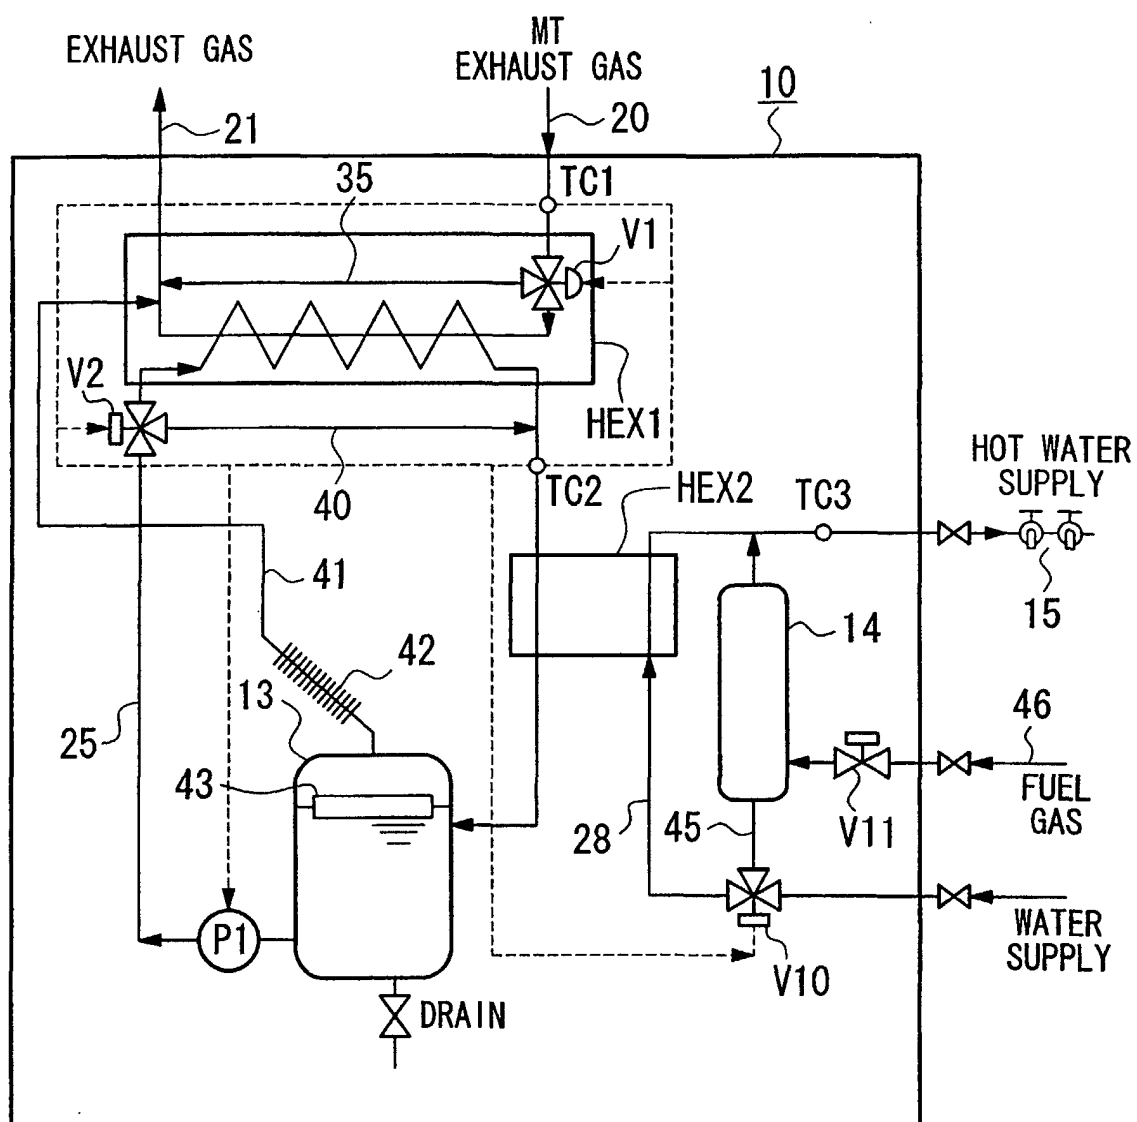 MT
EXHAUST GAS
EXHAUST GAS
10
21
20
TC1
35
V1
V2
HEX1
40
TC2
HEX2
TC3
HOT WATER
SUPPLY
41
15
14
42
13
25
46
43
FUEL
GAS
28
45
V11
P1
WATER
SUPPLY
V10
DRAIN